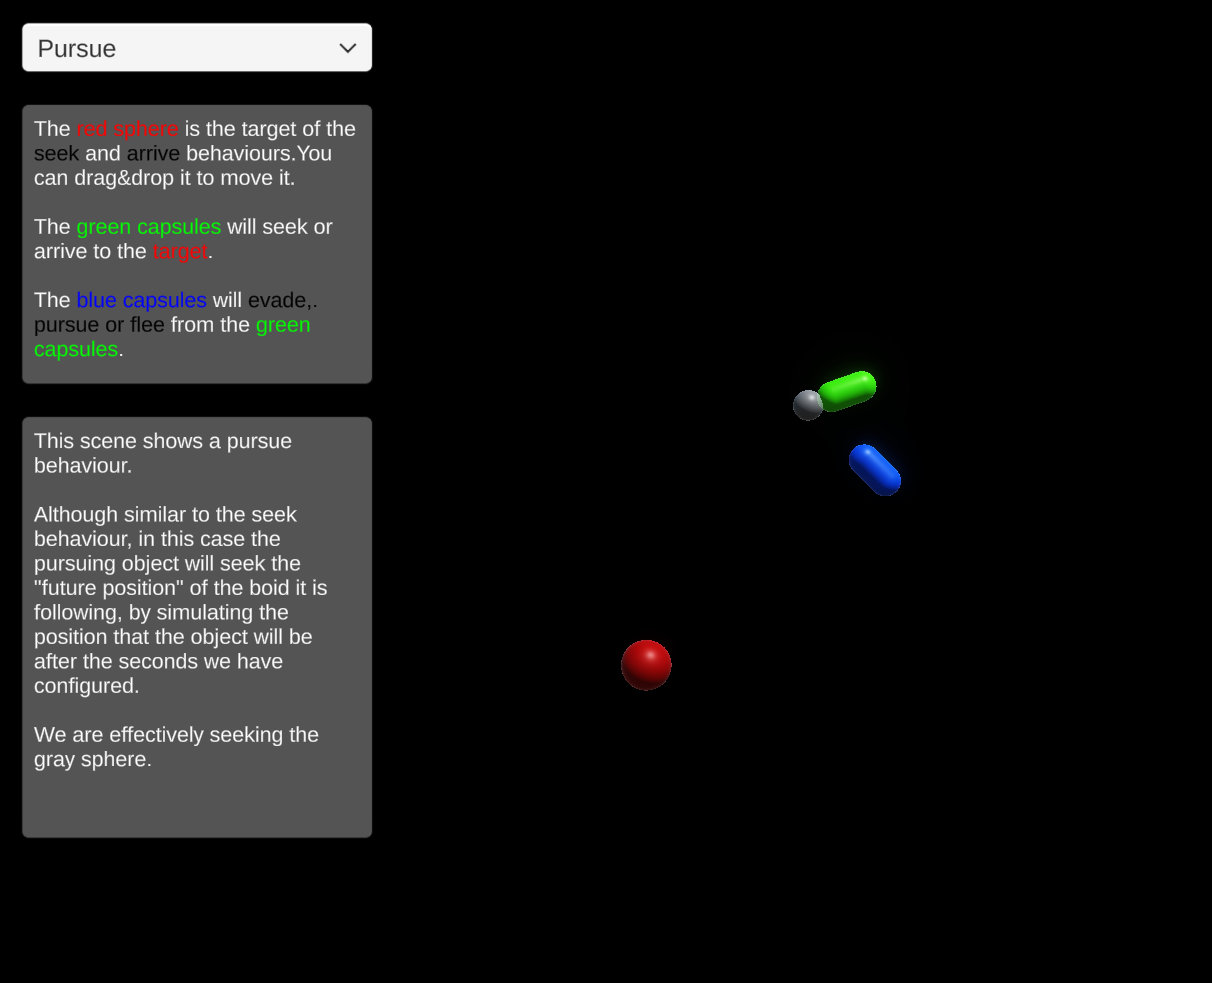 Pursue
The red sphere is the target of the
seek and arrive behaviours.You
can drag&drop it to move it.
The green capsules will seek or
arrive to the target.
The blue capsules will evade,.
pursue or flee from the green
capsules.
This scene shows a pursue
behaviour.
Although similar to the seek
behaviour, in this case the
pursuing object will seek the
"future position" of the boid it is
following, by simulating the
position that the object will be
after the seconds we have
configured.
We are effectively seeking the
gray sphere.